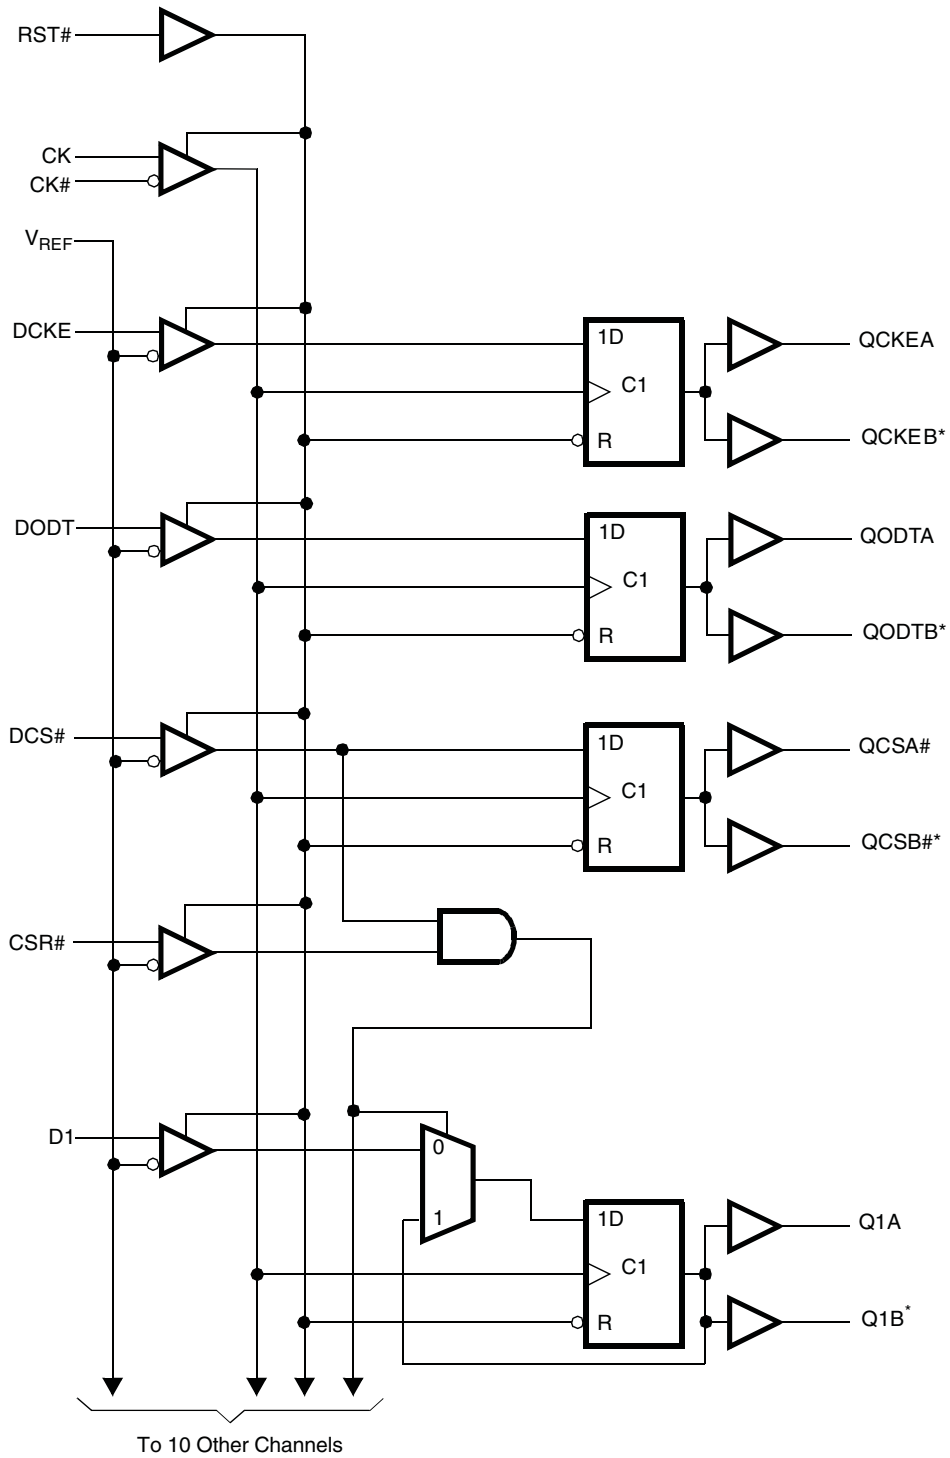 RST#
CK
CK#
VREF
DCKE
1D
C1
R
QCKEA
QCKEB*
DODT
1D
C1
R
QODTA
QODTB*
DCS#
1D
C1
R
QCSA#
QCSB#*
CSR#
D1
0
1
1D
C1
R
Q1A
Q1B*
To 10 Other Channels